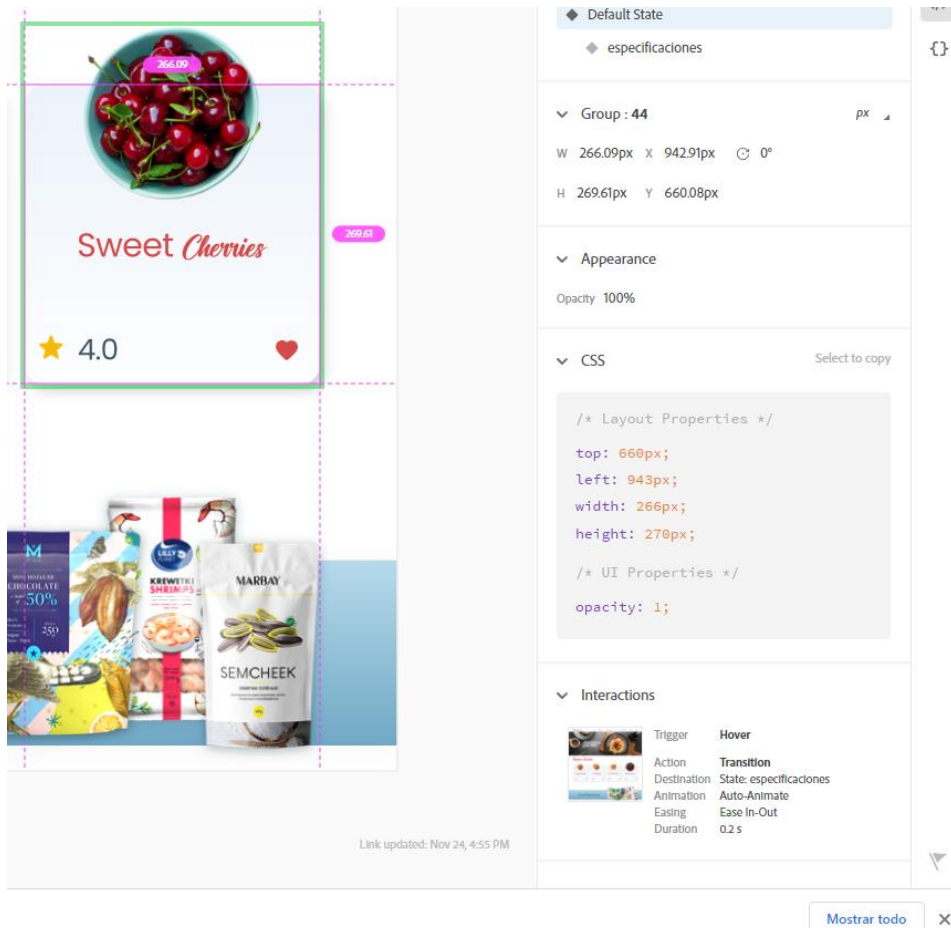 Default State
especificaciones
Group : 44
px
W 266.09px X 942.91px 0°
H 269.61px Y 660.08px
Appearance
Opacity 100%
CSS
Select to copy
/* Layout Properties */
top: 660px;
left: 943px;
width: 266px;
height: 270px;
/* UI Properties */
opacity: 1;
Interactions
Trigger Hover
Action Transition
Destination State: especificaciones
Animation Auto-Animate
Easing Ease In-Out
Duration 0.2 s
266.09
269.61
Sweet Cherries
4.0
M
CHOCOLATE
50%
250
LILLY
KREWETKI
SHRIMPS
MARBAY
SEMCHEEK
Link updated: Nov 24, 4:55 PM
{}
Mostrar todo